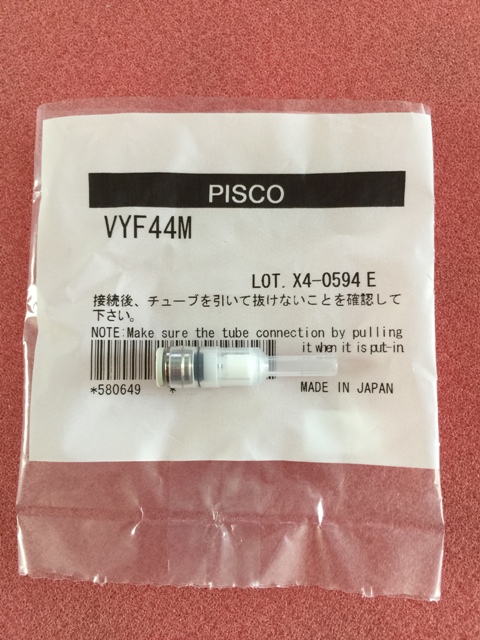 PISCO
VYF44M
LOT. X4-0594 E
接続後、チューブを引いて抜けないことを確認して
下さい。
NOTE:Make sure the tube connection by pulling
it when it is put-in.
*580649 *
MADE IN JAPAN